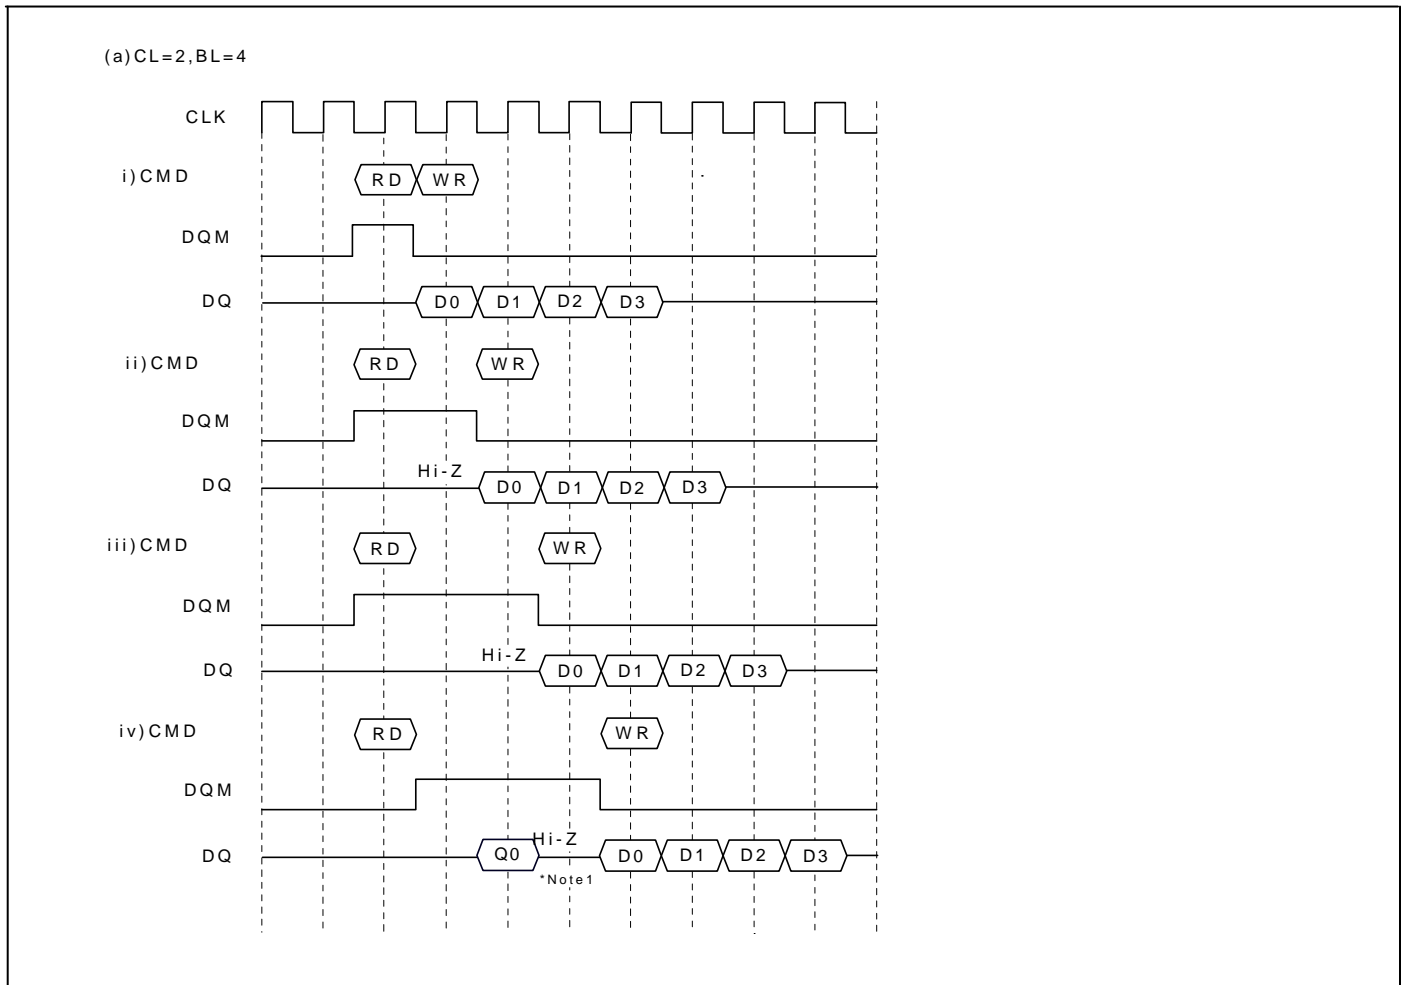 (a)CL=2,BL=4
CLK
i)CMD RD WR
DQM
DQ D0 D1 D2 D3
ii)CMD RD WR
DQM
Hi-Z
DQ D0 D1 D2 D3
iii)CMD RD WR
DQM
Hi-Z
DQ D0 D1 D2 D3
iv)CMD RD WR
DQM
Hi-Z
DQ Q0 D0 D1 D2 D3
*Note1